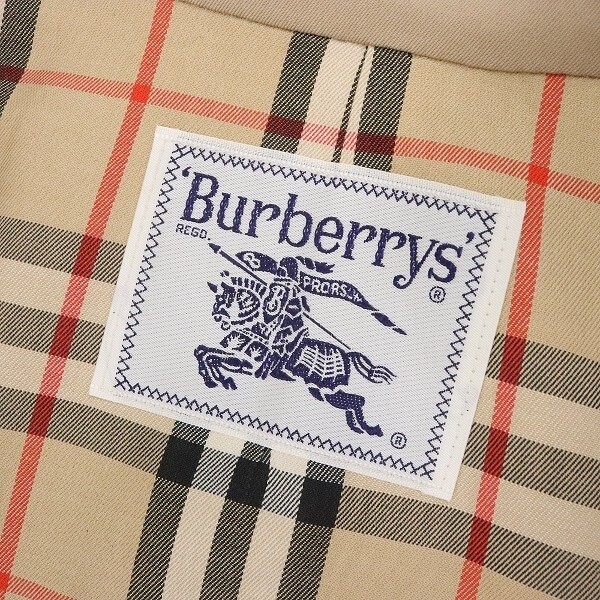 'Burberrys'
REGD.
PRORSUM
®
®